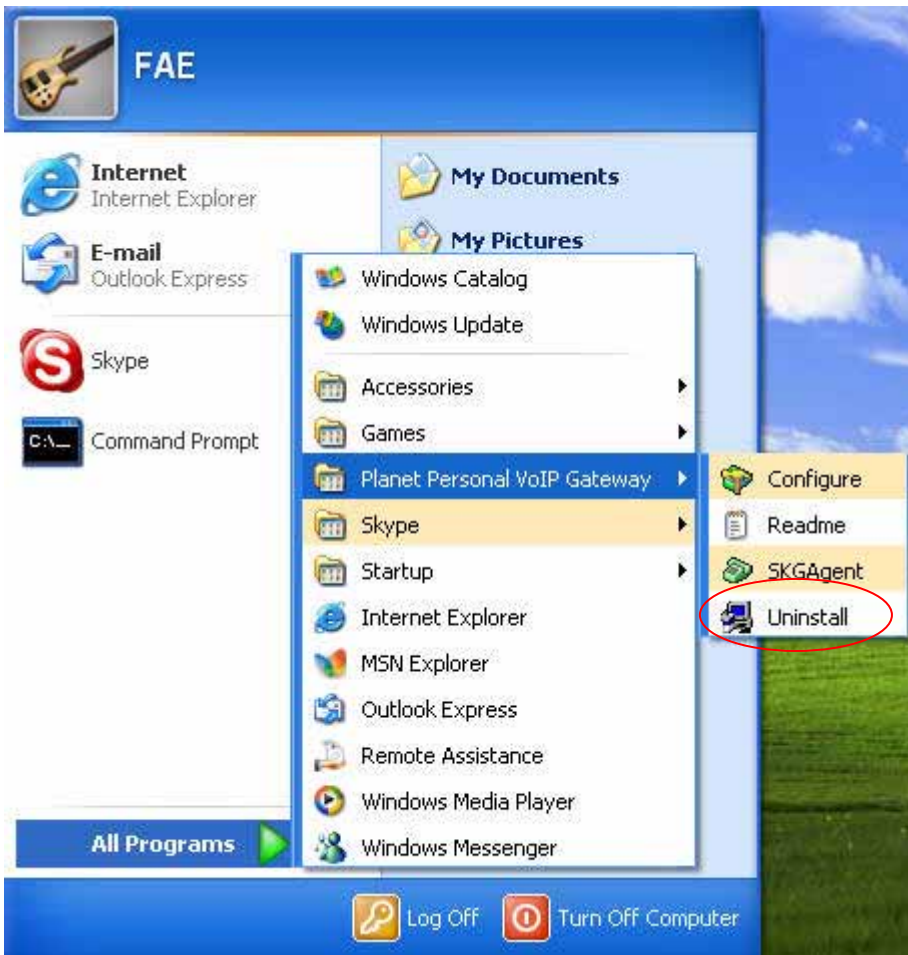 FAE
Internet
Internet Explorer
E-mail
Outlook Express
Skype
C:\_
Command Prompt
All Programs
My Documents
My Pictures
Windows Catalog
Windows Update
Accessories
Games
Planet Personal VoIP Gateway
Skype
Startup
Internet Explorer
MSN Explorer
Outlook Express
Remote Assistance
Windows Media Player
Windows Messenger
Configure
Readme
SKGAgent
Uninstall
Log Off
Turn Off Computer